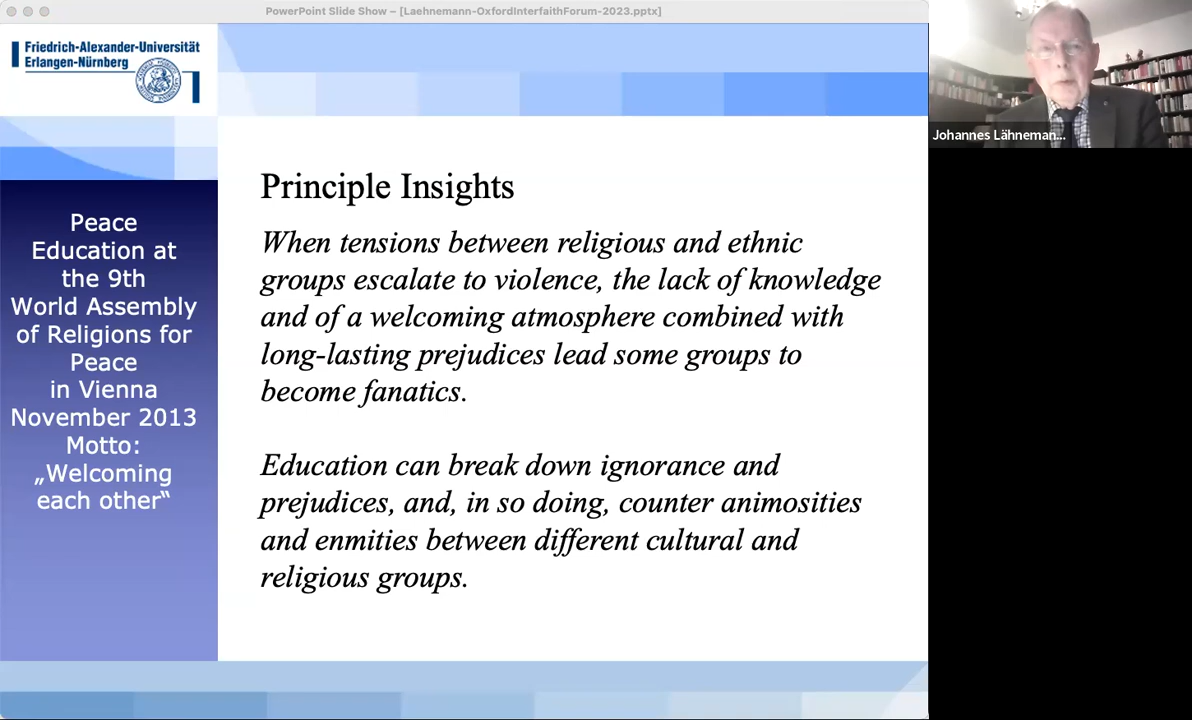 PowerPoint Slide Show – [Laehnemann-OxfordInterfaithForum-2023.pptx]
Friedrich-Alexander-Universität
Erlangen-Nürnberg
Peace
Education at
the 9th
World Assembly
of Religions for
Peace
in Vienna
November 2013
Motto:
„Welcoming
each other“
Principle Insights
When tensions between religious and ethnic
groups escalate to violence, the lack of knowledge
and of a welcoming atmosphere combined with
long-lasting prejudices lead some groups to
become fanatics.
Education can break down ignorance and
prejudices, and, in so doing, counter animosities
and enmities between different cultural and
religious groups.
Johannes Lähneman...